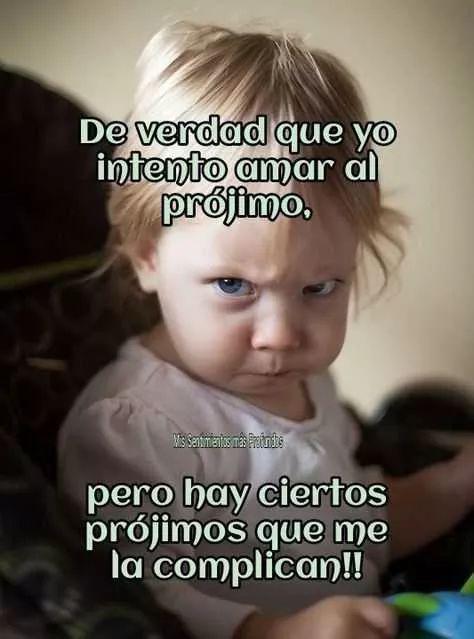 De verdad que yo
intento amar al
prójimo,
Mis Sentimientos más Profundos
pero hay ciertos
prójimos que me
la complican!!